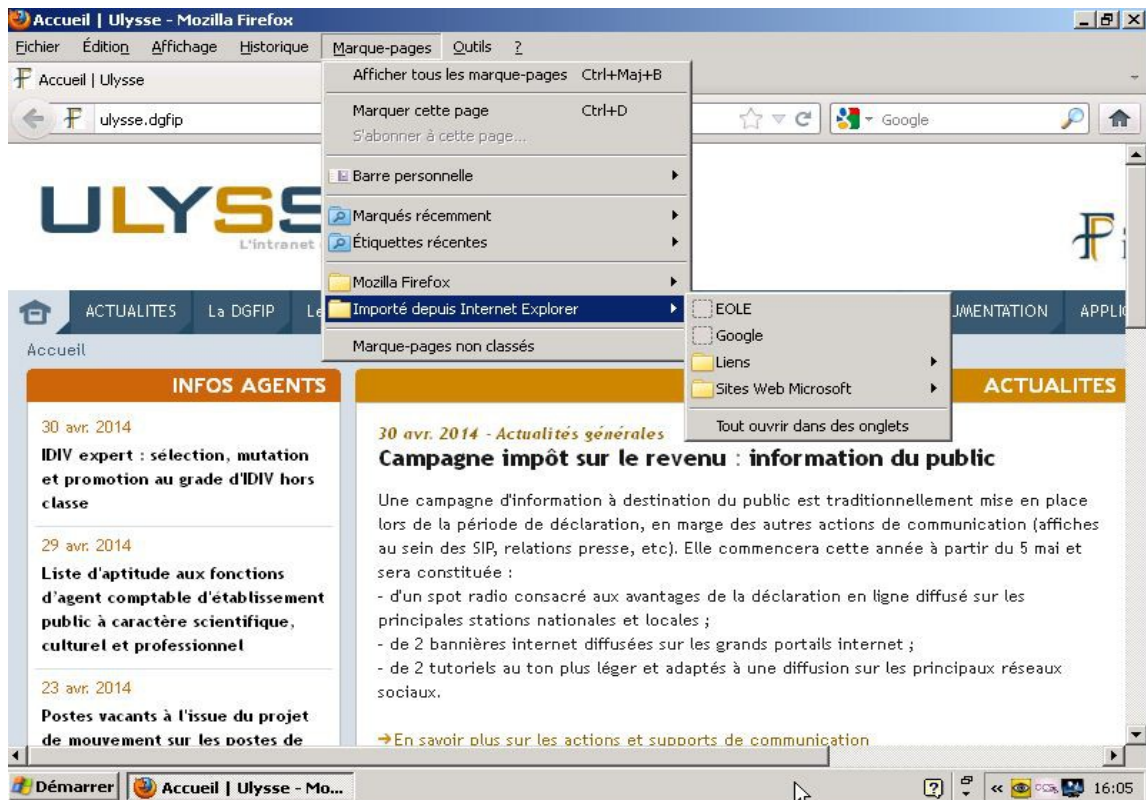 Accueil | Ulysse - Mozilla Firefox
Fichier Édition Affichage Historique Marque-pages Outils ?
Accueil | Ulysse
ulysse.dgfip
Google
Afficher tous les marque-pages Ctrl+Maj+B
Marquer cette page Ctrl+D
S'abonner à cette page...
Barre personnelle
Marqués récemment
Étiquettes récentes
Mozilla Firefox
Importé depuis Internet Explorer
Marque-pages non classés
EOLE
Google
Liens
Sites Web Microsoft
Tout ouvrir dans des onglets
ULYSS
L'intranet
ACTUALITES La DGFIP Le
UMENTATION APPLI
Accueil
INFOS AGENTS
30 avr. 2014
IDIV expert : sélection, mutation
et promotion au grade d'IDIV hors
classe
29 avr. 2014
Liste d'aptitude aux fonctions
d'agent comptable d'établissement
public à caractère scientifique,
culturel et professionnel
23 avr. 2014
Postes vacants à l'issue du projet
de mouvement sur les postes de
ACTUALITES
30 avr. 2014 - Actualités générales
Campagne impôt sur le revenu : information du public
Une campagne d'information à destination du public est traditionnellement mise en place
lors de la période de déclaration, en marge des autres actions de communication (affiches
au sein des SIP, relations presse, etc). Elle commencera cette année à partir du 5 mai et
sera constituée :
- d'un spot radio consacré aux avantages de la déclaration en ligne diffusé sur les
principales stations nationales et locales ;
- de 2 bannières internet diffusées sur les grands portails internet ;
- de 2 tutoriels au ton plus léger et adaptés à une diffusion sur les principaux réseaux
sociaux.
➔En savoir plus sur les actions et supports de communication
Démarrer Accueil | Ulysse - Mo... 16:05